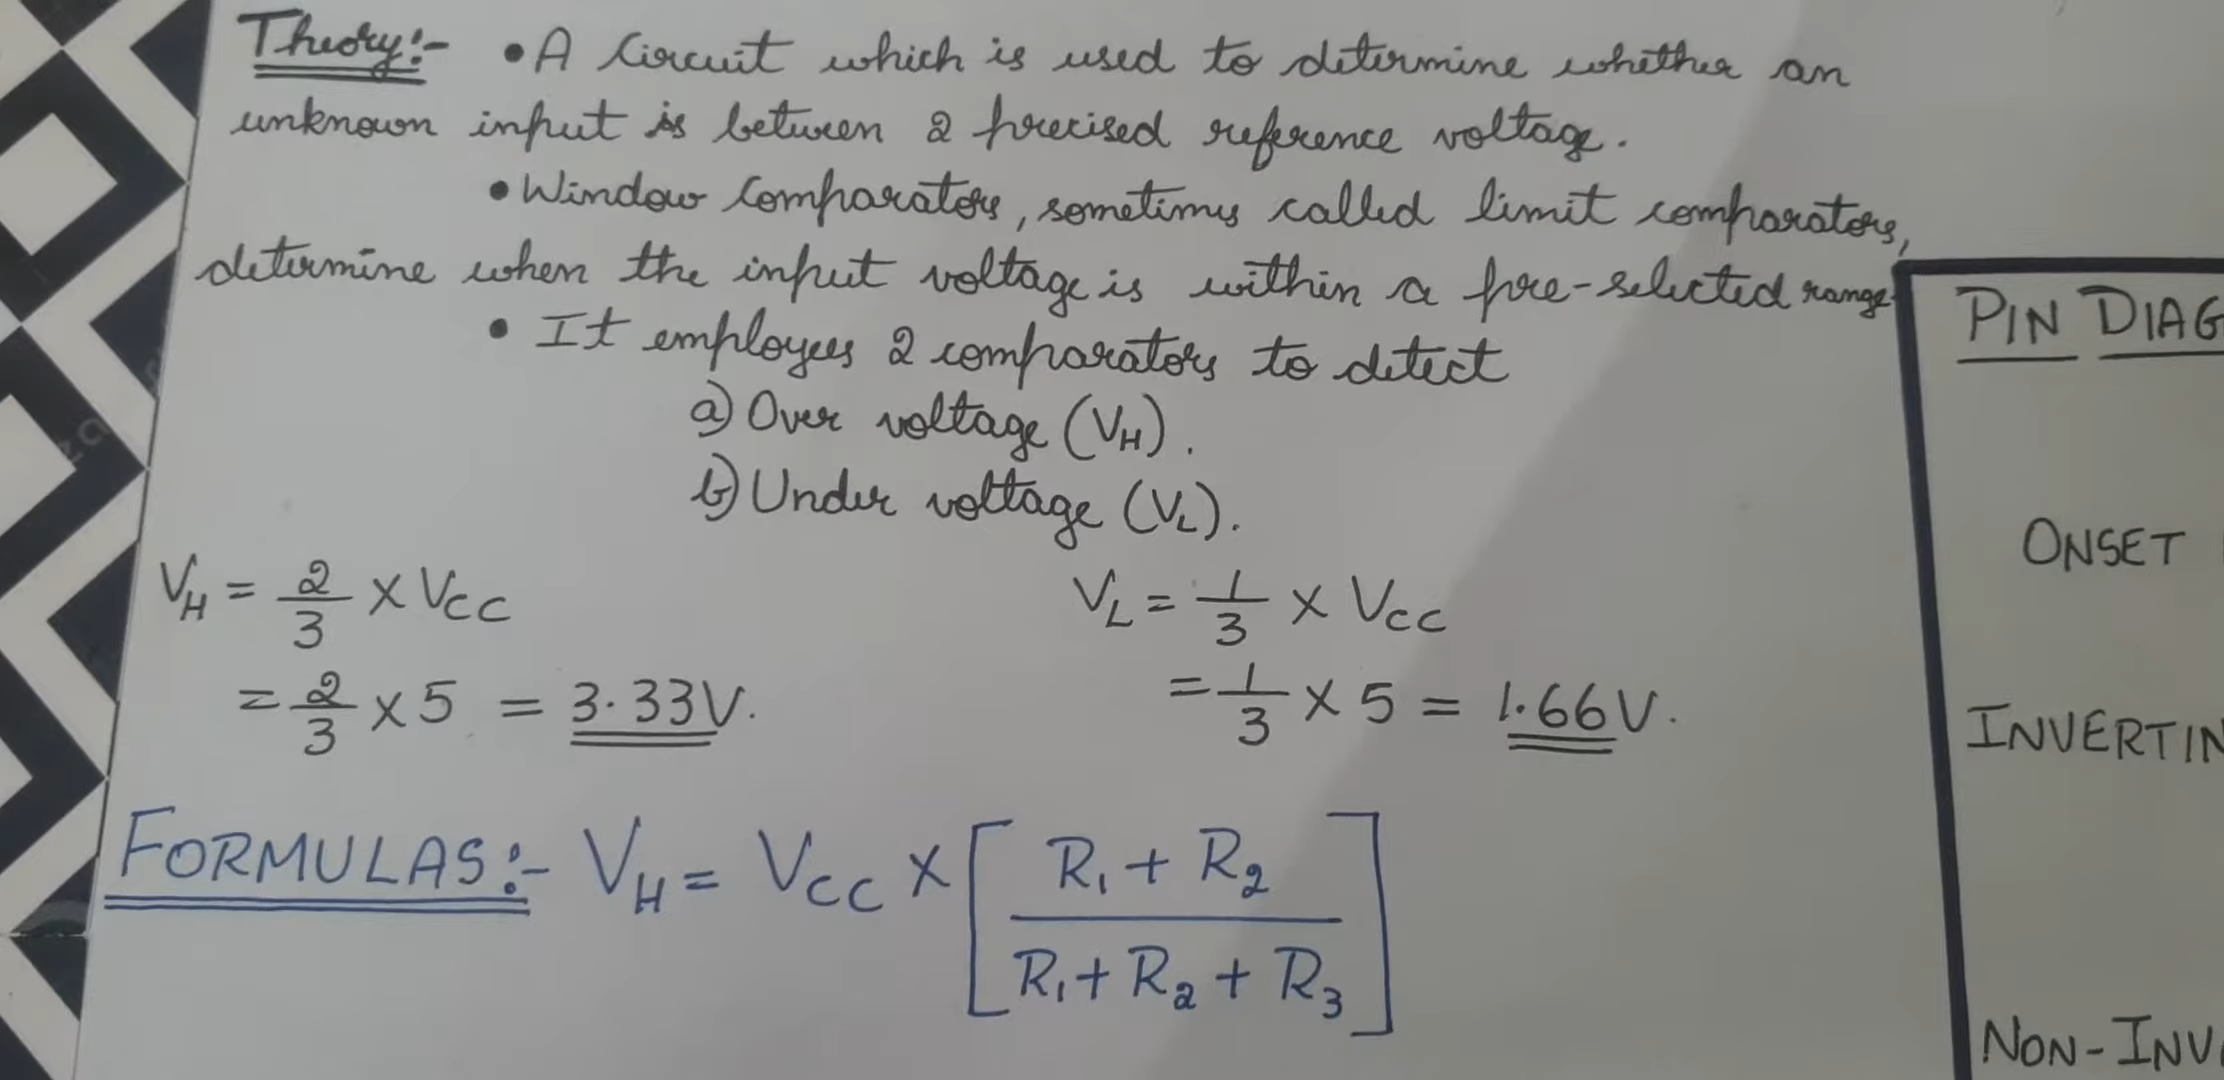 Theory:- • A Circuit which is used to determine whether an
unknown input is between 2 precised reference voltage.
• Window Comparators, sometimes called limit comparators,
determine when the input voltage is within a pre-selected range
• It employees 2 comparators to detect
a) Over voltage (VH).
b) Under voltage (VL).
VH = 2/3 × VCC
VL = 1/3 × VCC
= 2/3 × 5 = 3.33V.
= 1/3 × 5 = 1.66V.
FORMULAS:- VH = VCC × [ R1 + R2 / R1 + R2 + R3 ]
PIN DIAG
ONSET
INVERTIN
NON-INV